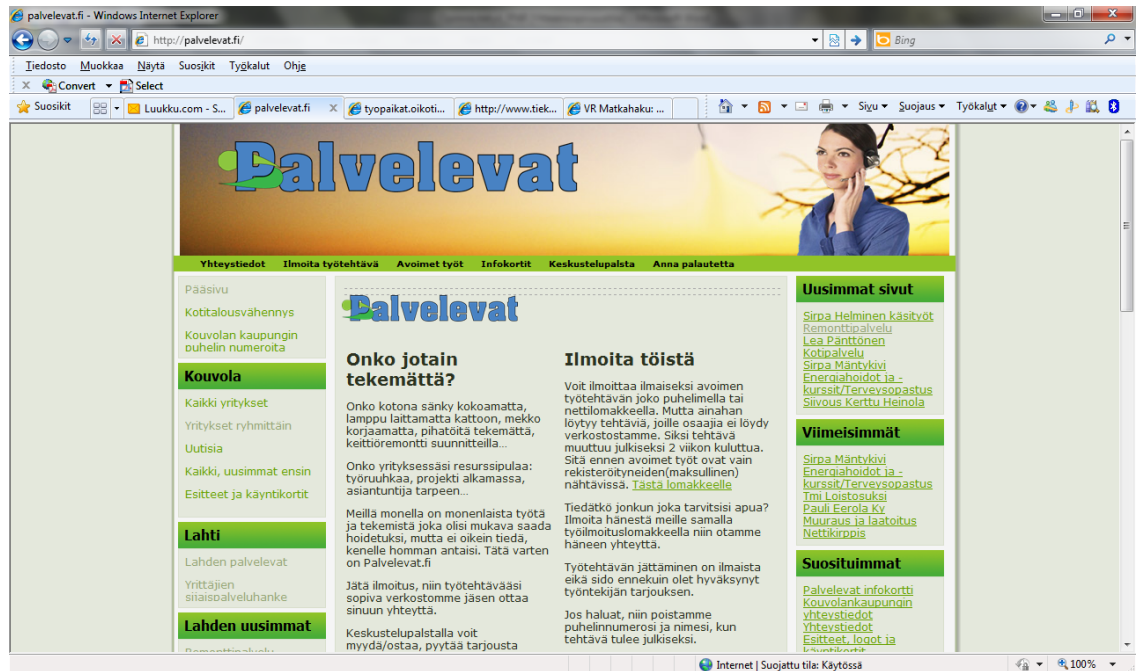 palvelevat.fi - Windows Internet Explorer
http://palvelevat.fi/
Bing
Tiedosto Muokkaa Näytä Suosikit Työkalut Ohje
Convert Select
Suosikit
Luukku.com - S...
palvelevat.fi
tyopaikat.oikoti...
http://www.tiek...
VR Matkahaku: ...
Sivu Suojaus Työkalut
Palvelevat
Yhteystiedot Ilmoita työtehtävä Avoimet työt Infokortit Keskustelupalsta Anna palautetta
Pääsivu
Kotitalousvähennys
Kouvolan kaupungin
puhelin numeroita
Kouvola
Kaikki yritykset
Yritykset ryhmittäin
Uutisia
Kaikki, uusimmat ensin
Esitteet ja käyntikortit
Lahti
Lahden palvelevat
Yrittäjien
sijaispalveluhanke
Lahden uusimmat
Remonttipalvelu
Palvelevat
Onko jotain
tekemättä?
Onko kotona sänky kokoamatta,
lamppu laittamatta kattoon, mekko
korjaamatta, pihatöitä tekemättä,
keittiöremontti suunnitteilla...
Onko yrityksessäsi resurssipulaa:
työruuhkaa, projekti alkamassa,
asiantuntija tarpeen...
Meillä monella on monenlaista työtä
ja tekemistä joka olisi mukava saada
hoidetuksi, mutta ei oikein tiedä,
kenelle homman antaisi. Tätä varten
on Palvelevat.fi
Jätä ilmoitus, niin työtehtävääsi
sopiva verkostomme jäsen ottaa
sinuun yhteyttä.
Keskustelupalstalla voit
myydä/ostaa, pyytää tarjousta
Ilmoita töistä
Voit ilmoittaa ilmaiseksi avoimen
työtehtävän joko puhelimella tai
nettilomakkeella. Mutta ainahan
löytyy tehtäviä, joille osaajia ei löydy
verkostostamme. Siksi tehtävä
muuttuu julkiseksi 2 viikon kuluttua.
Sitä ennen avoimet työt ovat vain
rekisteröityneiden(maksullinen)
nähtävissä. Tästä lomakkeelle
Tiedätkö jonkun joka tarvitsisi apua?
Ilmoita hänestä meille samalla
työilmoituslomakkeella niin otamme
häneen yhteyttä.
Työtehtävän jättäminen on ilmaista
eikä sido ennekuin olet hyväksynyt
työntekijän tarjouksen.
Jos haluat, niin poistamme
puhelinnumerosi ja nimesi, kun
tehtävä tulee julkiseksi.
Uusimmat sivut
Sirpa Helminen käsityöt
Remonttipalvelu
Lea Pänttönen
Kotipalvelu
Sirpa Mäntykivi
Energiahoidot ja -
kurssit/Terveysopastus
Siivous Kerttu Heinola
Viimeisimmät
Sirpa Mäntykivi
Energiahoidot ja -
kurssit/Terveysopastus
Tmi Loistosuksi
Pauli Eerola Ky
Muuraus ja laatoitus
Nettikirppis
Suosituimmat
Palvelevat infokortti
Kouvolankaupungin
yhteystiedot
Yhteystiedot
Esitteet, logot ja
käyntikortit
Internet | Suojattu tila: Käytössä
100%